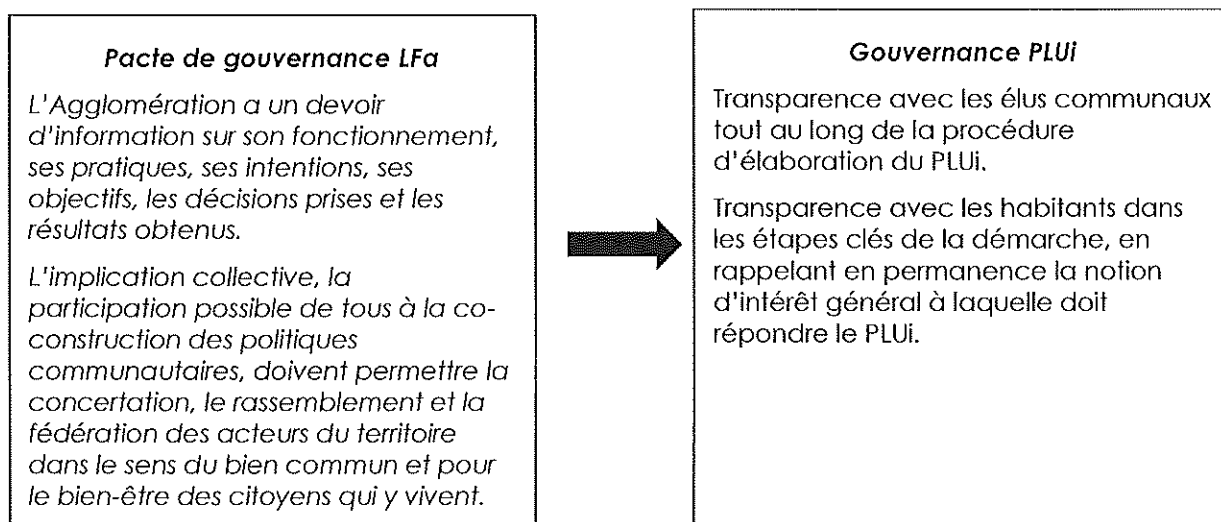 Pacte de gouvernance LFa
L'Agglomération a un devoir
d'information sur son fonctionnement,
ses pratiques, ses intentions, ses
objectifs, les décisions prises et les
résultats obtenus.
L'implication collective, la
participation possible de tous à la co-
construction des politiques
communautaires, doivent permettre la
concertation, le rassemblement et la
fédération des acteurs du territoire
dans le sens du bien commun et pour
le bien-être des citoyens qui y vivent.
Gouvernance PLUi
Transparence avec les élus communaux
tout au long de la procédure
d'élaboration du PLUi.
Transparence avec les habitants dans
les étapes clés de la démarche, en
rappelant en permanence la notion
d'intérêt général à laquelle doit
répondre le PLUi.